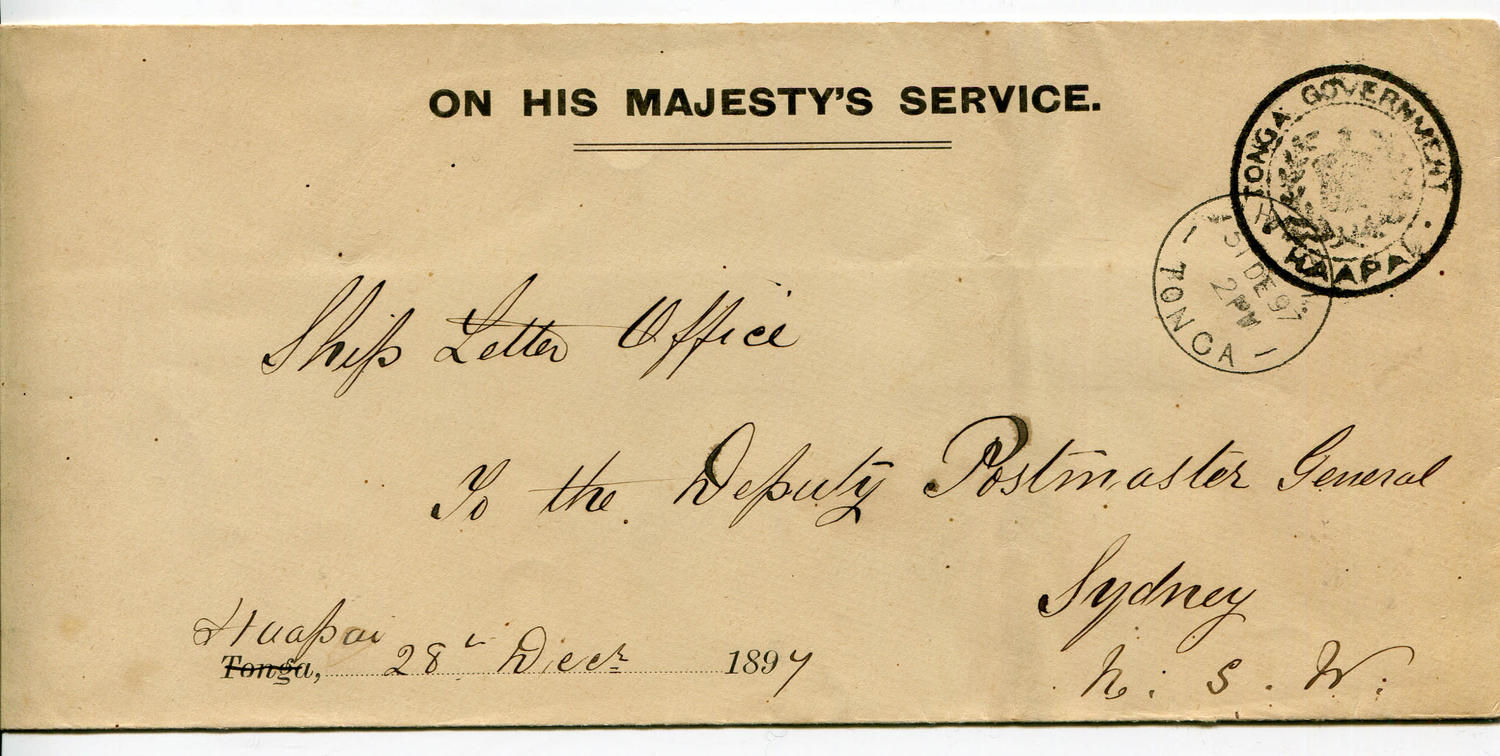 ON HIS MAJESTY'S SERVICE.
TONGA GOVERNMENT
HAAPAI
31 DE 97
2 PM
TONGA
Ship Letter Office
To the Deputy Postmaster General
Sydney
N. S. W.
Haapai
Tonga, 28th Decr 1897